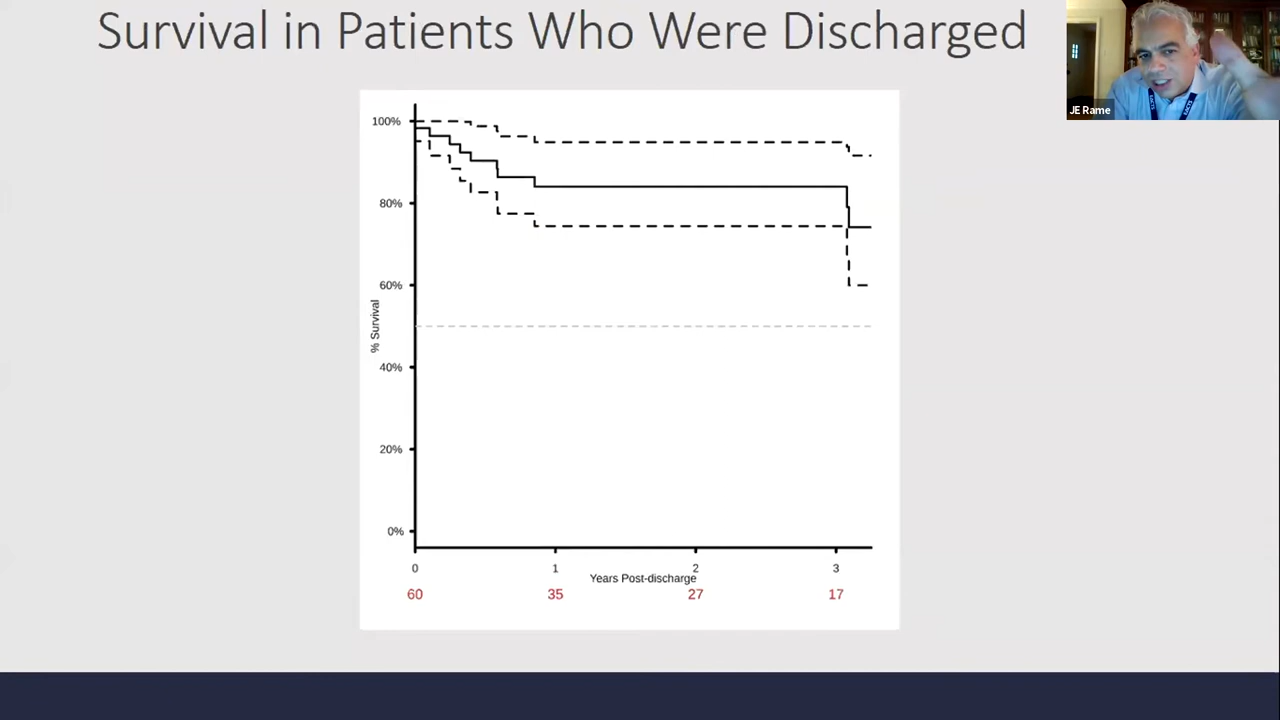 Survival in Patients Who Were Discharged
JE Rame
100%
80%
60%
40%
20%
0%
% Survival
0 1 2 3
Years Post-discharge
60 35 27 17